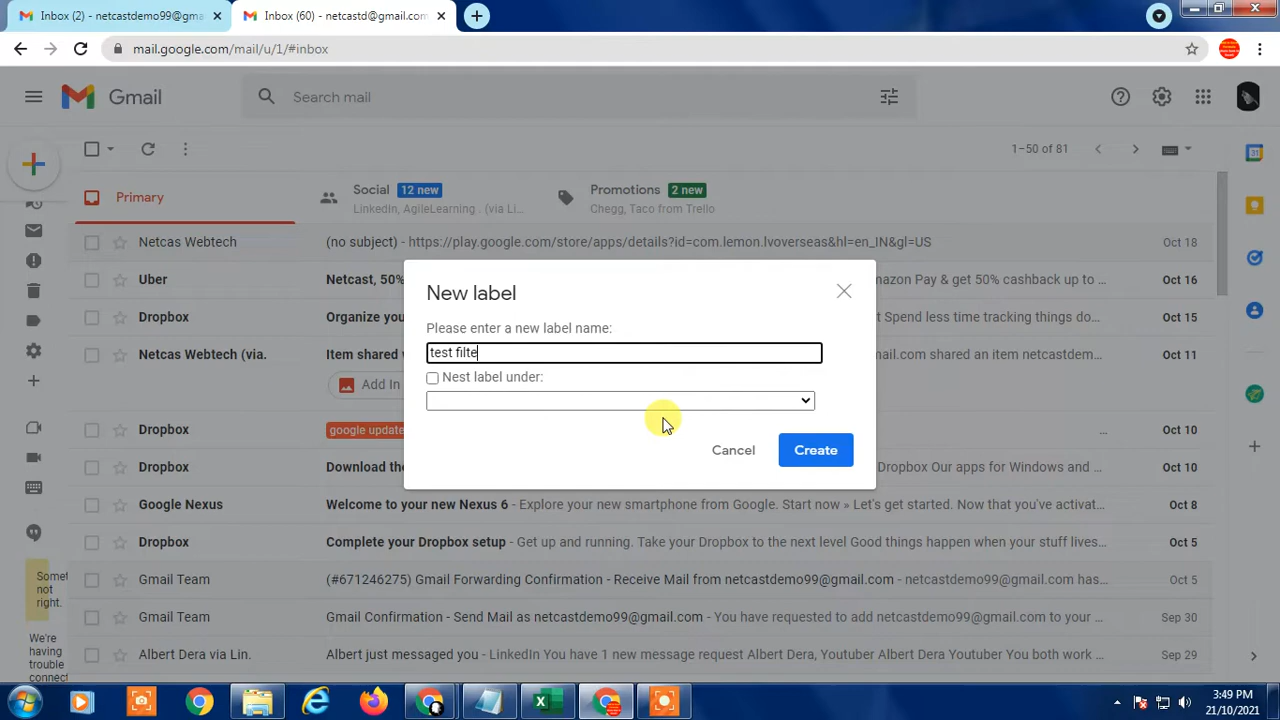 Inbox (2) - netcastdemo99@gma
Inbox (60) - netcastd@gmail.com
mail.google.com/mail/u/1/#inbox
Gmail
Search mail
1–50 of 81
Primary
Social 12 new
LinkedIn, AgileLearning . (via Li...
Promotions 2 new
Chegg, Taco from Trello
Netcas Webtech (no subject) - https://play.google.com/store/apps/details?id=com.lemon.lvoverseas&hl=en_IN&gl=US Oct 18
Uber Netcast, 50% azon Pay & get 50% cashback up to ... Oct 16
Dropbox Organize you Spend less time tracking things do... Oct 15
Netcas Webtech (via. Item shared arom shared an item netcastdem... Oct 14
Add In
Dropbox google update ... Oct 10
Dropbox Download the Dropbox Our apps for Windows and ... Oct 10
Google Nexus Welcome to your new Nexus 6 - Explore your new smartphone from Google. Start now » Let's get started. Now that you've activat... Oct 8
Dropbox Complete your Dropbox setup - Get up and running. Take your Dropbox to the next level Good things happen when your stuff lives... Oct 5
Gmail Team (#671246275) Gmail Forwarding Confirmation - Receive Mail from netcastdemo99@gmail.com - netcastdemo99@gmail.com has... Oct 5
Gmail Team Gmail Confirmation - Send Mail as netcastdemo99@gmail.com - You have requested to add netcastdemo99@gmail.com to your ... Sep 30
Albert Dera via Lin. Albert just messaged you - LinkedIn You have 1 new message request Albert Dera, Youtuber Albert Dera Youtuber You both work ... Sep 29
New label
Please enter a new label name:
test filte
Nest label under:
Cancel
Create
Somet
not
right.
We're
having
trouble
connect
3:49 PM
21/10/2021